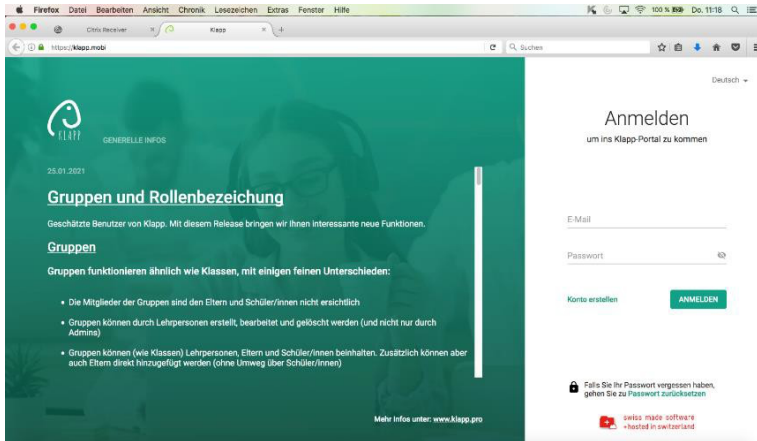 Firefox Datei Bearbeiten Ansicht Chronik Lesezeichen Extras Fenster Hilfe 100 % Do. 11:18
Citrix Receiver Klapp
https://klapp.mobi Suchen
Deutsch
KLAPP GENERELLE INFOS
25.01.2021
Gruppen und Rollenbezeichung
Geschätzte Benutzer von Klapp. Mit diesem Release bringen wir Ihnen interessante neue Funktionen.
Gruppen
Gruppen funktionieren ähnlich wie Klassen, mit einigen feinen Unterschieden:
• Die Mitglieder der Gruppen sind den Eltern und Schüler/innen nicht ersichtlich
• Gruppen können durch Lehrpersonen erstellt, bearbeitet und gelöscht werden (und nicht nur durch
Admins)
• Gruppen können (wie Klassen) Lehrpersonen, Eltern und Schüler/innen beinhalten. Zusätzlich können aber
auch Eltern direkt hinzugefügt werden (ohne Umweg über Schüler/innen)
Mehr Infos unter: www.klapp.pro
Anmelden
um ins Klapp-Portal zu kommen
E-Mail
Passwort
Konto erstellen ANMELDEN
Falls Sie Ihr Passwort vergessen haben,
gehen Sie zu Passwort zurücksetzen
swiss made software
+hosted in switzerland